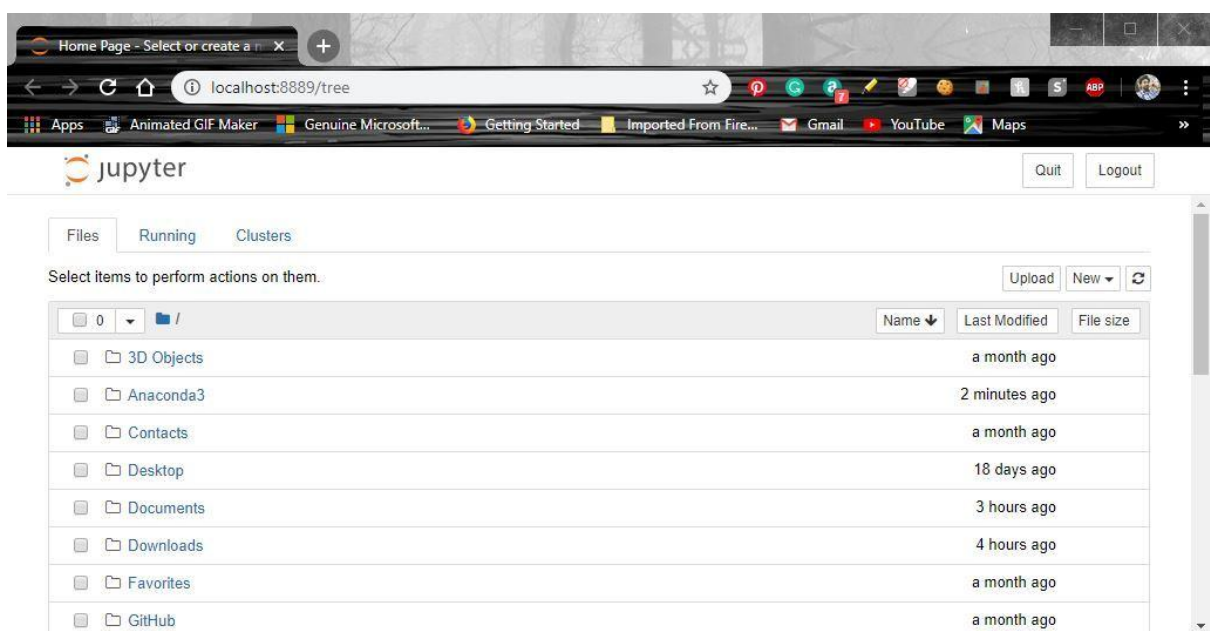 Home Page - Select or create a n
localhost:8889/tree
7 ABP
Apps Animated GIF Maker Genuine Microsoft... Getting Started Imported From Fire... Gmail YouTube Maps »
jupyter Quit Logout
Files Running Clusters
Select items to perform actions on them. Upload New
0 / Name Last Modified File size
3D Objects a month ago
Anaconda3 2 minutes ago
Contacts a month ago
Desktop 18 days ago
Documents 3 hours ago
Downloads 4 hours ago
Favorites a month ago
GitHub a month ago